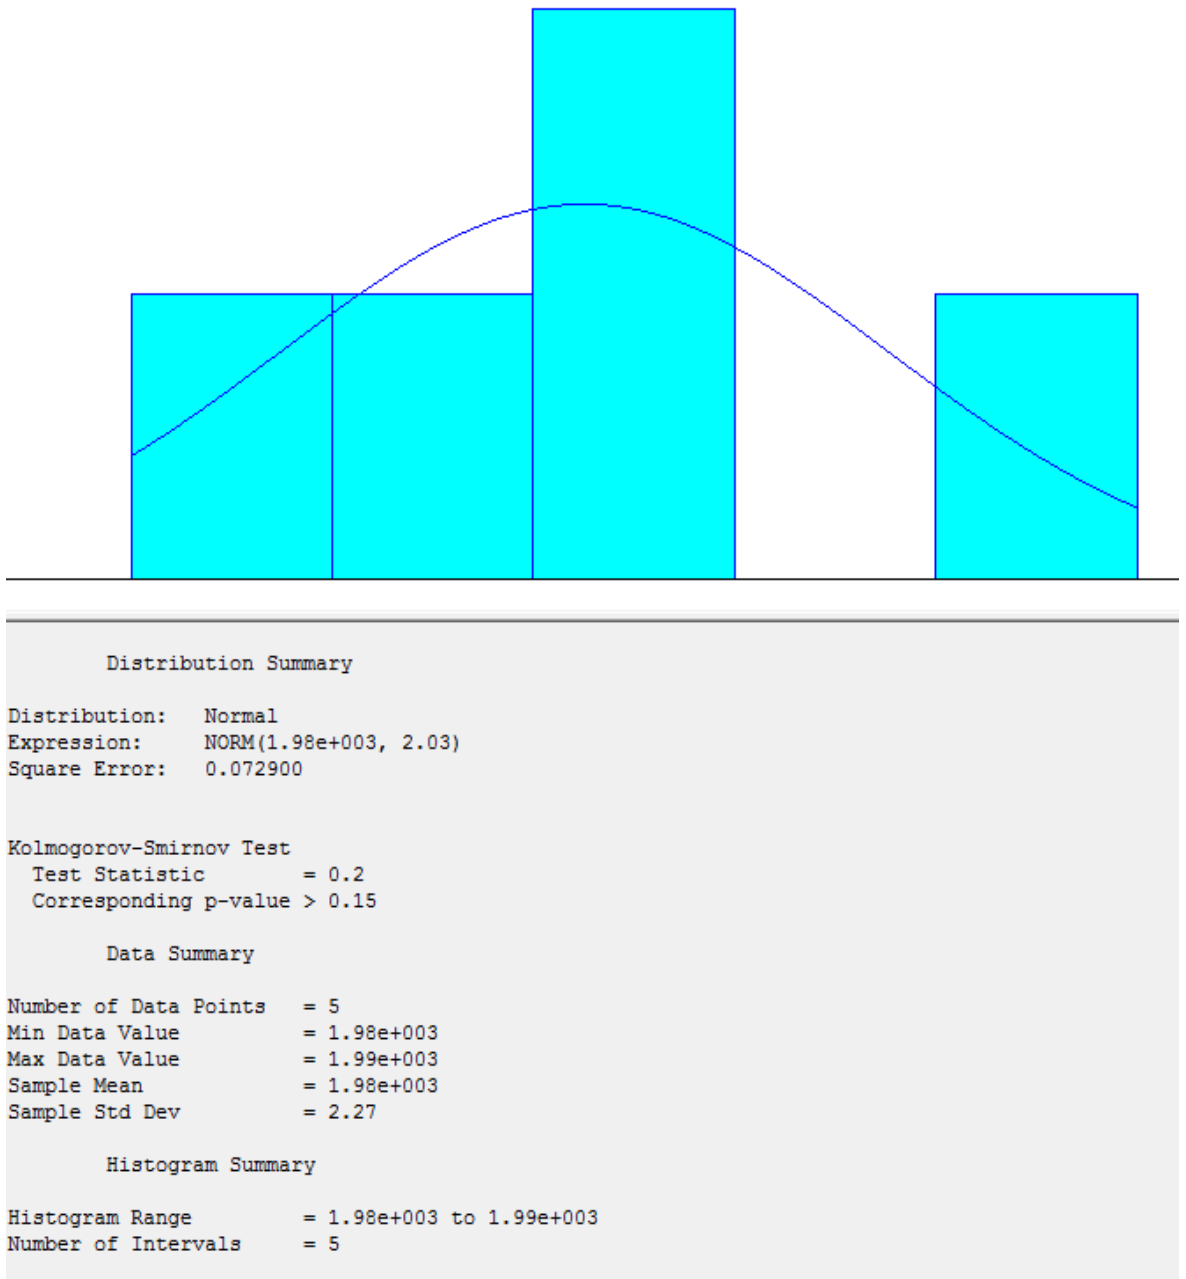 Distribution Summary
Distribution: Normal
Expression: NORM(1.98e+003, 2.03)
Square Error: 0.072900
Kolmogorov-Smirnov Test
Test Statistic = 0.2
Corresponding p-value > 0.15
Data Summary
Number of Data Points = 5
Min Data Value = 1.98e+003
Max Data Value = 1.99e+003
Sample Mean = 1.98e+003
Sample Std Dev = 2.27
Histogram Summary
Histogram Range = 1.98e+003 to 1.99e+003
Number of Intervals = 5